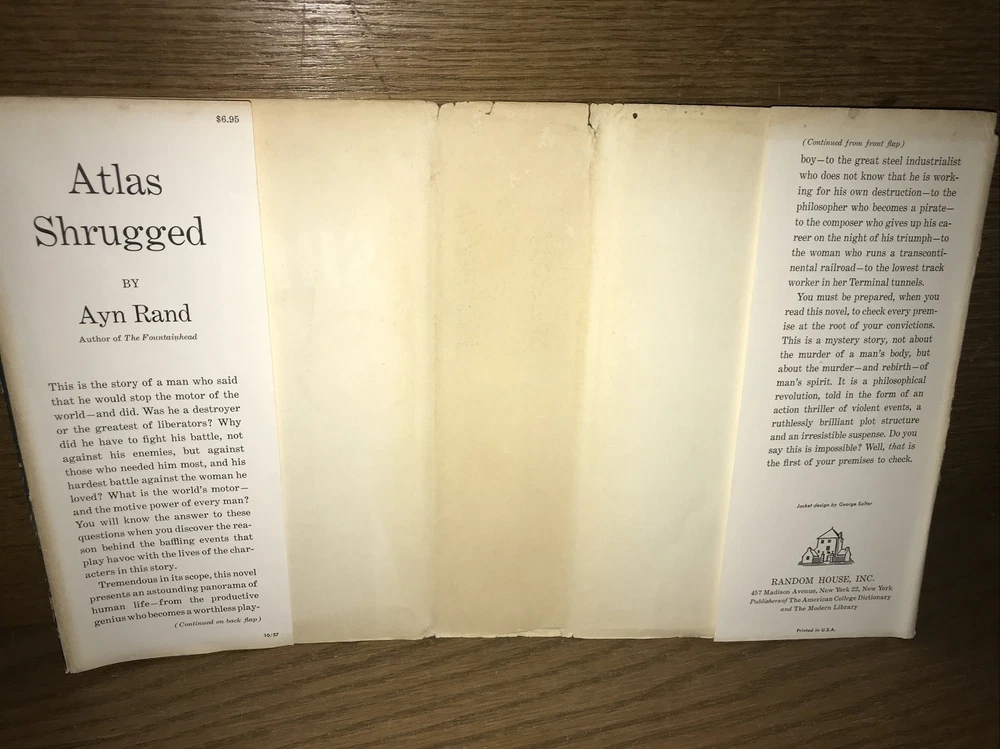 $6.95
Atlas
Shrugged
BY
Ayn Rand
Author of The Fountainhead
This is the story of a man who said
that he would stop the motor of the
world—and did. Was he a destroyer
or the greatest of liberators? Why
did he have to fight his battle, not
against his enemies, but against
those who needed him most, and his
hardest battle against the woman he
loved? What is the world's motor—
and the motive power of every man?
You will know the answer to these
questions when you discover the rea-
son behind the baffling events that
play havoc with the lives of the char-
acters in this story.
Tremendous in its scope, this novel
presents an astounding panorama of
human life—from the productive
genius who becomes a worthless play-
(Continued on back flap)
10/57
(Continued from front flap)
boy—to the great steel industrialist
who does not know that he is work-
ing for his own destruction—to the
philosopher who becomes a pirate—
to the composer who gives up his ca-
reer on the night of his triumph—to
the woman who runs a transconti-
nental railroad—to the lowest track
worker in her Terminal tunnels.
You must be prepared, when you
read this novel, to check every prem-
ise at the root of your convictions.
This is a mystery story, not about
the murder of a man's body, but
about the murder—and rebirth—of
man's spirit. It is a philosophical
revolution, told in the form of an
action thriller of violent events, a
ruthlessly brilliant plot structure
and an irresistible suspense. Do you
say this is impossible? Well, that is
the first of your premises to check.
Jacket design by George Salter
RANDOM HOUSE, INC.
457 Madison Avenue, New York 22, New York
Publishers of The American College Dictionary
and The Modern Library
Printed in U.S.A.